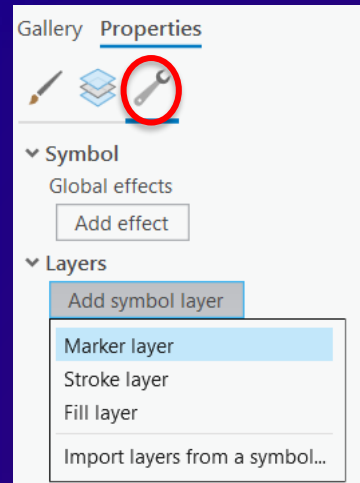 Gallery Properties
Symbol
Global effects
Add effect
Layers
Add symbol layer
Marker layer
Stroke layer
Fill layer
Import layers from a symbol...